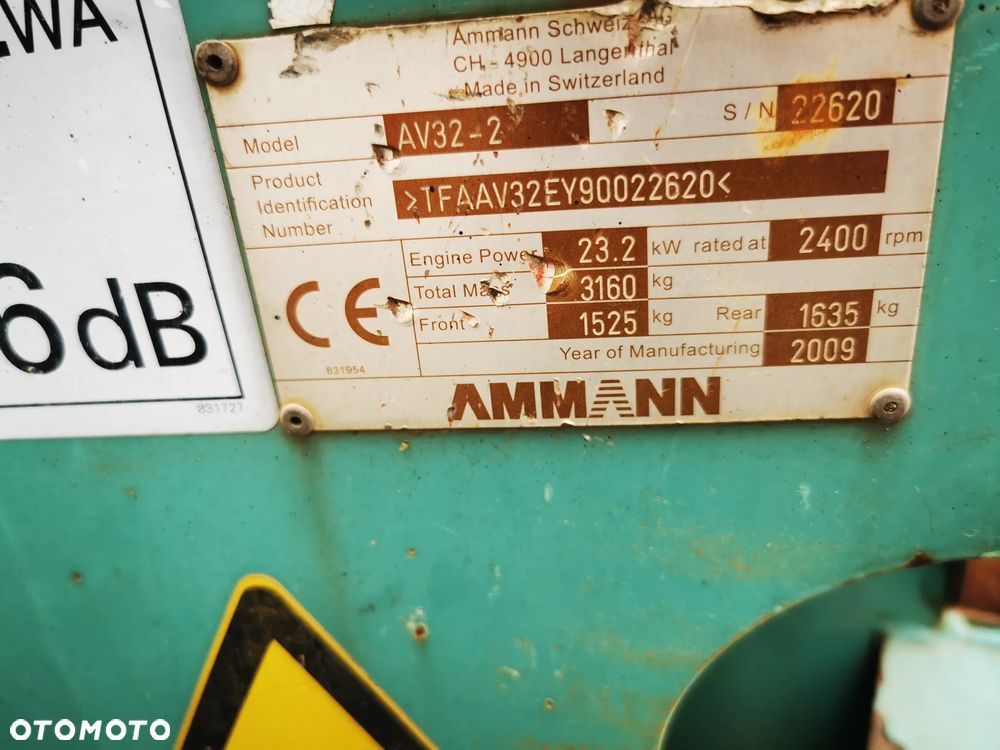 LWA
6dB
831727
Ammann Schweiz AG
CH - 4900 Langenthal
Made in Switzerland
Model AV32-2 S/N 22620
Product
Identification
Number
>TFAAV32EY90022620<
Engine Power 23.2 kW rated at 2400 rpm
Total Mass 3160 kg
Front 1525 kg Rear 1635 kg
Year of Manufacturing 2009
CE
831954
AMMANN
OTOMOTO